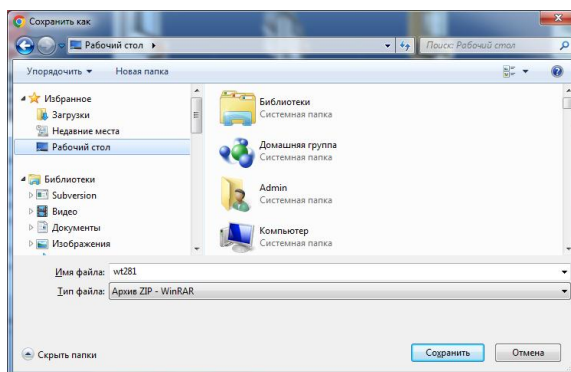 Сохранить как
Рабочий стол
Поиск: Рабочий стол
Упорядочить
Новая папка
Избранное
Загрузки
Недавние места
Рабочий стол
Библиотеки
Subversion
Видео
Документы
Изображения
Библиотеки
Системная папка
Домашняя группа
Системная папка
Admin
Системная папка
Компьютер
Системная папка
Имя файла: wt281
Тип файла: Архив ZIP - WinRAR
Скрыть папки
Сохранить
Отмена